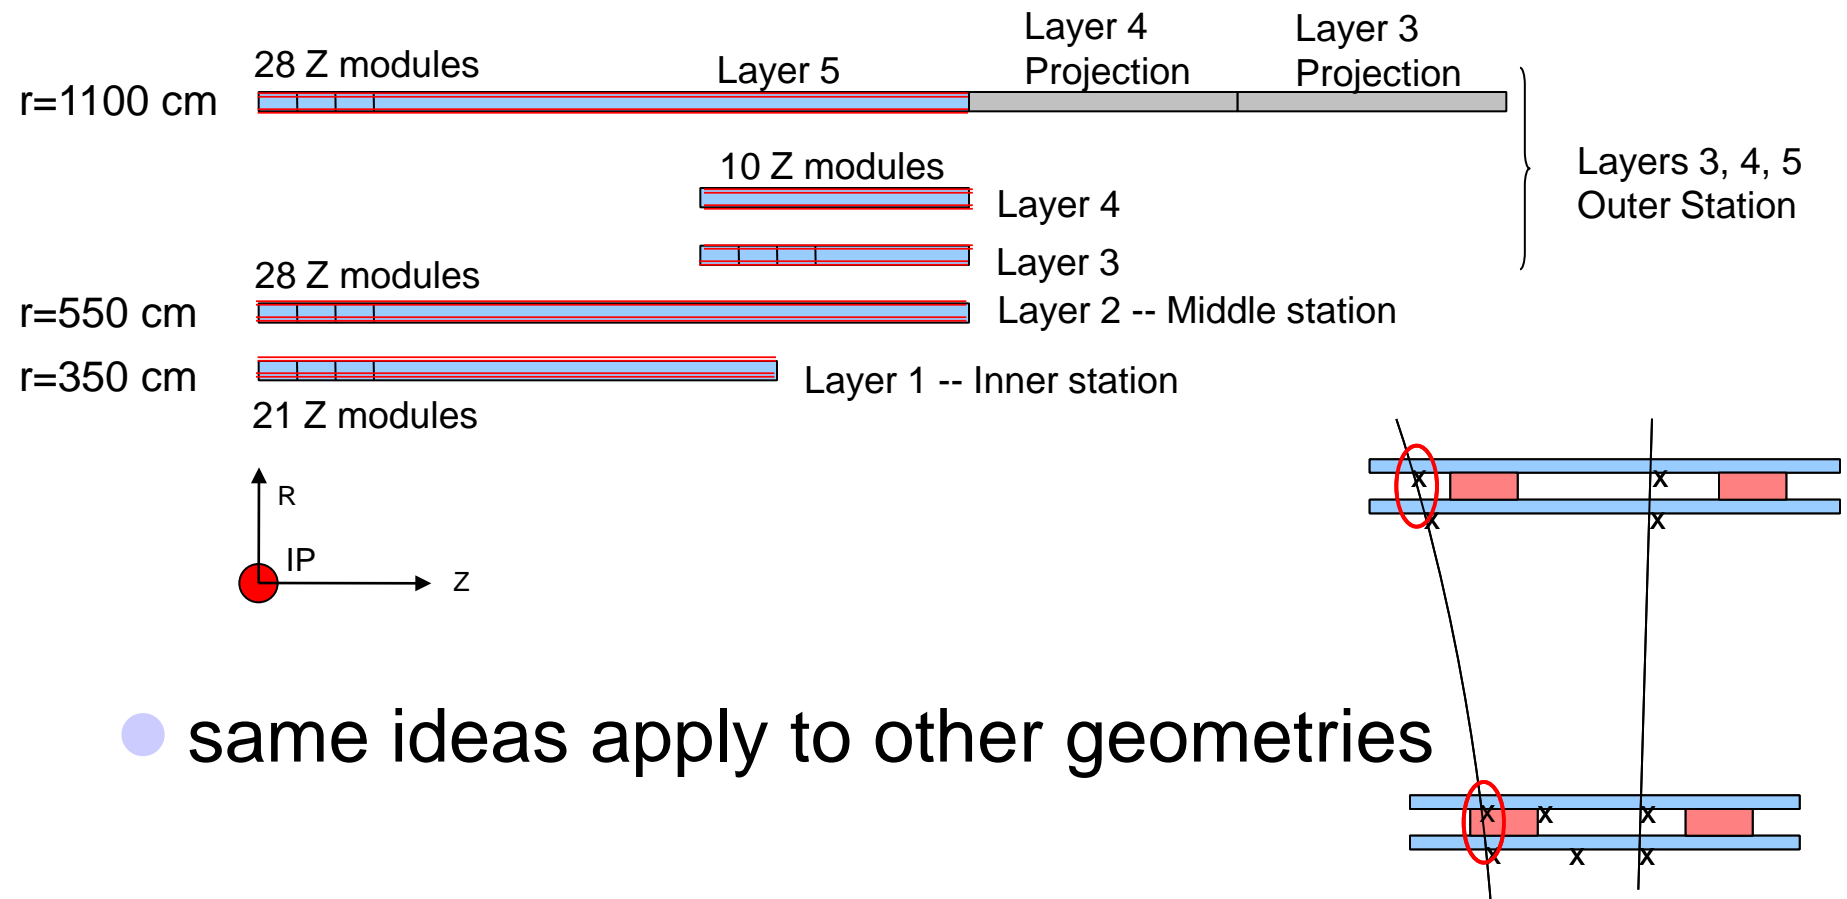 Layer 4
Projection
Layer 3
Projection
28 Z modules
Layer 5
r=1100 cm
10 Z modules
Layers 3, 4, 5
Outer Station
Layer 4
Layer 3
28 Z modules
r=550 cm
Layer 2 -- Middle station
r=350 cm
Layer 1 -- Inner station
21 Z modules
R
IP
Z
x x
x x
same ideas apply to other geometries
x x x
x x x